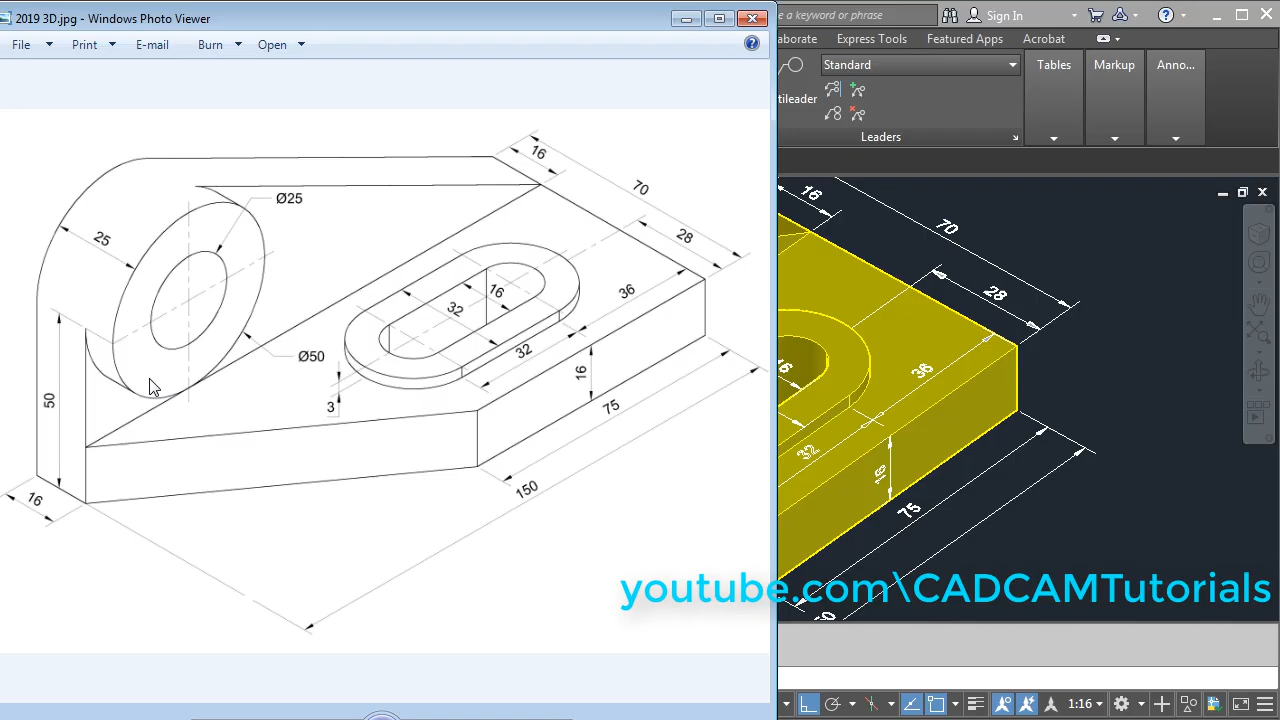 2019 3D.jpg - Windows Photo Viewer
File Print E-mail Burn Open
e a keyword or phrase Sign In
aborate Express Tools Featured Apps Acrobat
Standard Tables Markup Anno...
tileader
Leaders
16
70
28
36
Ø25
25
16
32
32
Ø50
3
16
75
50
150
16
16
70
28
36
16
32
16
75
youtube.com\CADCAMTutorials
1:16